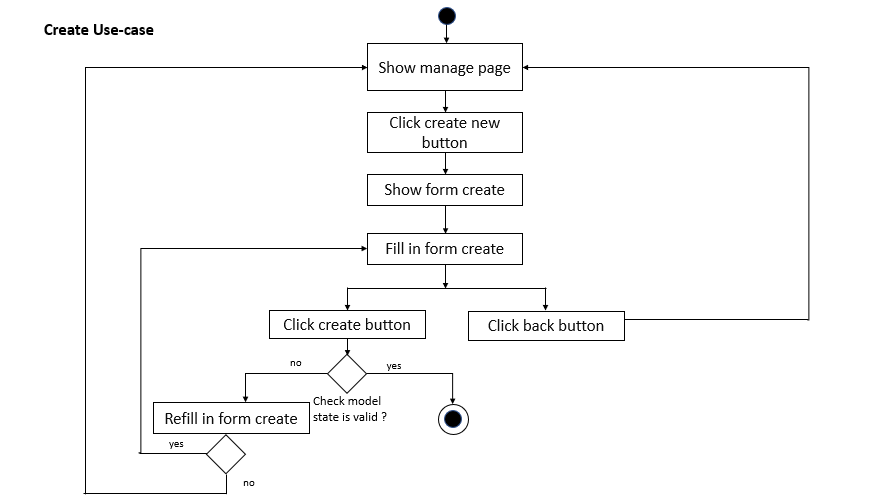 Create Use-case
Show manage page
Click create new
button
Show form create
Fill in form create
Click create button
Click back button
no
yes
Check model
state is valid ?
Refill in form create
yes
no